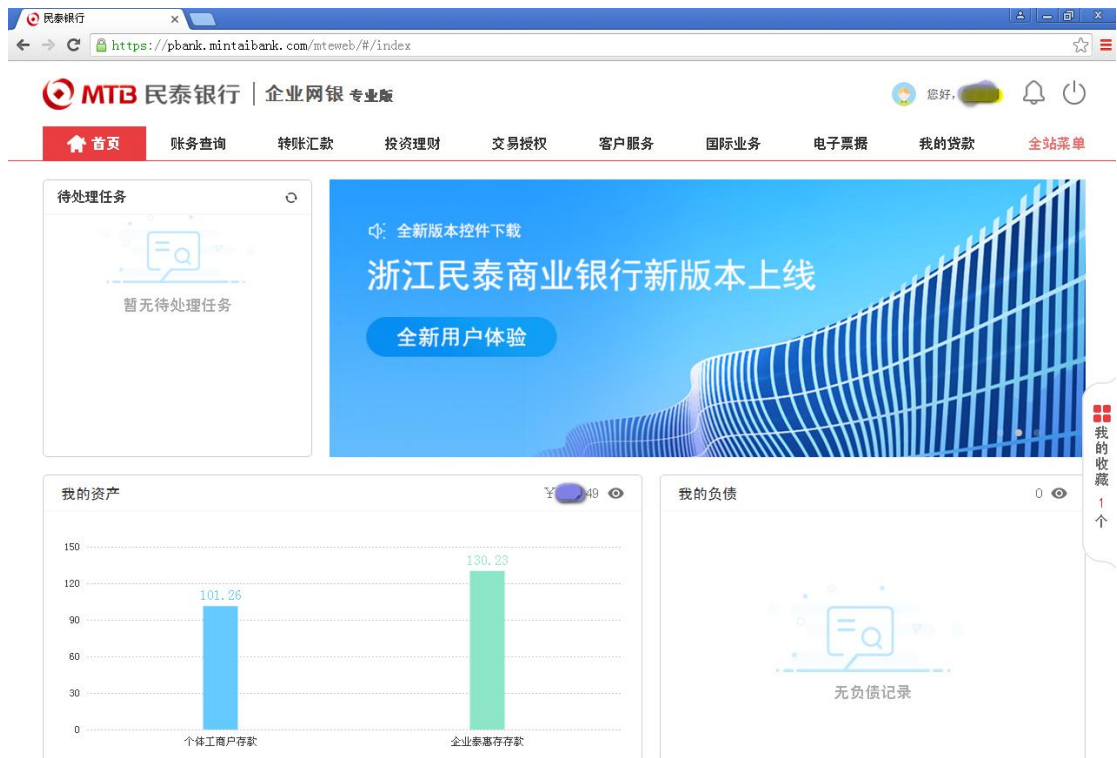 民泰银行
https://pbank.mintaibank.com/mteweb/#/index
MTB 民泰银行 企业网银 专业版
您好,
首页 账务查询 转账汇款 投资理财 交易授权 客户服务 国际业务 电子票据 我的贷款 全站菜单
待处理任务
暂无待处理任务
全新版本控件下载
浙江民泰商业银行新版本上线
全新用户体验
我的收藏 1 个
我的资产 ¥ 49
150
120
90
60
30
0
101.26
130.23
个体工商户存款 企业泰惠存存款
我的负债 0
无负债记录